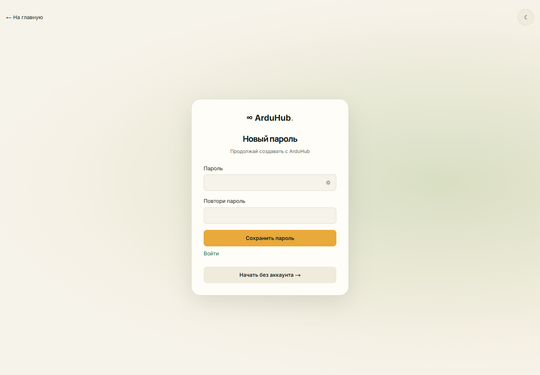 ← На главную
∞ ArduHub.
Новый пароль
Продолжай создавать с ArduHub
Пароль
Повтори пароль
Сохранить пароль
Войти
Начать без аккаунта →